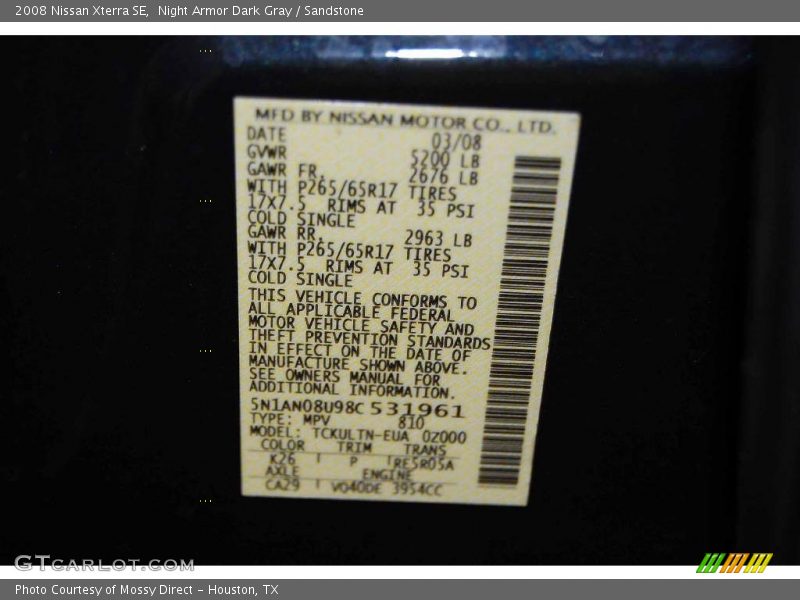 2008 Nissan Xterra SE,  Night Armor Dark Gray / Sandstone
MFD BY NISSAN MOTOR CO., LTD.
DATE 03/08
GVWR 5200 LB
GAWR FR. 2676 LB
WITH P265/65R17 TIRES
17X7.5 RIMS AT 35 PSI
COLD SINGLE
GAWR RR. 2963 LB
WITH P265/65R17 TIRES
17X7.5 RIMS AT 35 PSI
COLD SINGLE
THIS VEHICLE CONFORMS TO
ALL APPLICABLE FEDERAL
MOTOR VEHICLE SAFETY AND
THEFT PREVENTION STANDARDS
IN EFFECT ON THE DATE OF
MANUFACTURE SHOWN ABOVE.
SEE OWNERS MANUAL FOR
ADDITIONAL INFORMATION.
5N1AN08U98C531961
TYPE: MPV 810
MODEL: TCKULTN-EUA 0Z000
COLOR TRIM TRANS
K26 P RE5R05A
AXLE ENGINE
CA29 VQ40DE 3954CC
GTCarLot.com
Photo Courtesy of Mossy Direct - Houston, TX